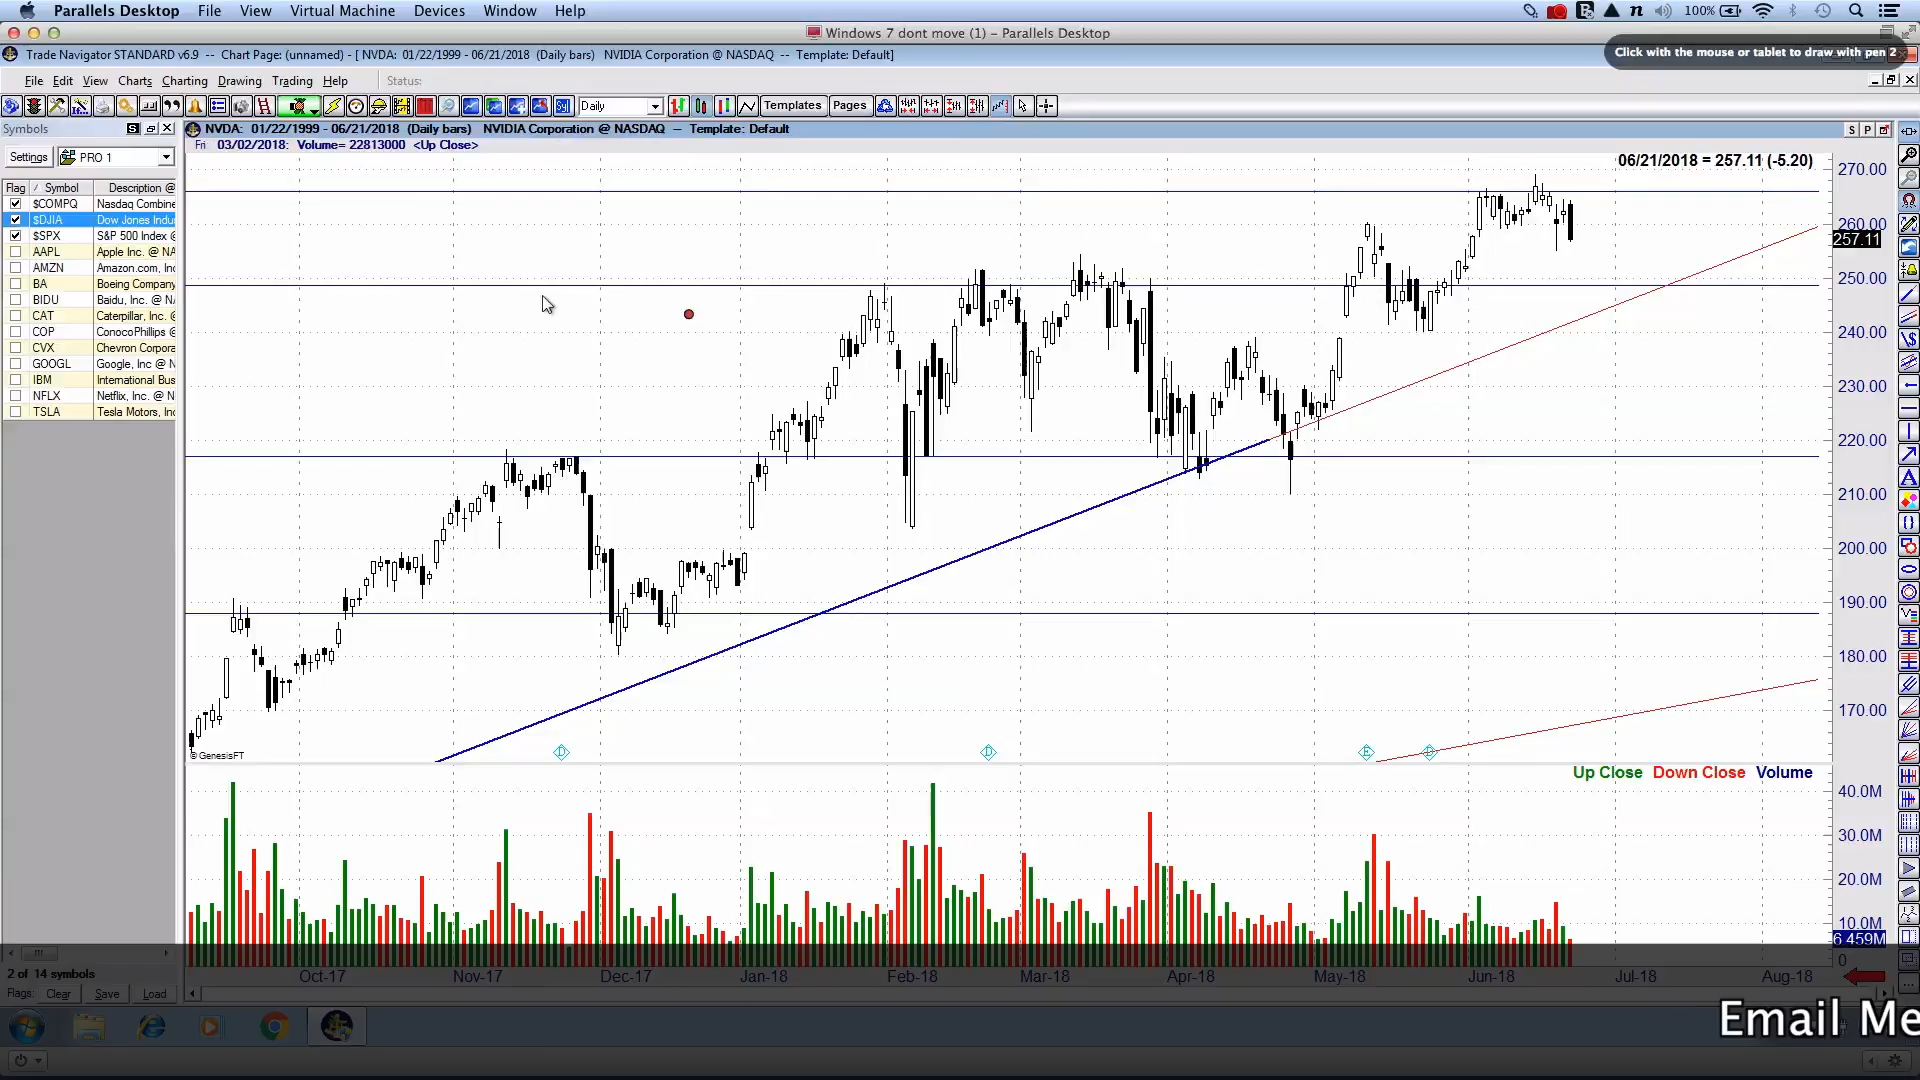 Parallels Desktop File View Virtual Machine Devices Window Help
100%
Windows 7 dont move (1) - Parallels Desktop
Click with the mouse or tablet to draw with pen 2
Trade Navigator STANDARD v6.9 -- Chart Page: (unnamed) - [ NVDA: 01/22/1999 - 06/21/2018 (Daily bars) NVIDIA Corporation @ NASDAQ -- Template: Default]
File Edit View Charts Charting Drawing Trading Help Status:
Daily Templates Pages
Symbols S
NVDA: 01/22/1999 - 06/21/2018 (Daily bars) NVIDIA Corporation @ NASDAQ -- Template: Default S P
Fri 03/02/2018: Volume= 22813000 <Up Close>
Settings PRO 1
06/21/2018 = 257.11 (-5.20)
Flag Symbol Description @
$COMPQ Nasdaq Combine
$DJIA Dow Jones Indu
$SPX S&P 500 Index @
AAPL Apple Inc. @ NA
AMZN Amazon.com, Inc
BA Boeing Company
BIDU Baidu, Inc. @ N
CAT Caterpillar, Inc. @
COP ConocoPhillips @
CVX Chevron Corpora
GOOGL Google, Inc @ N
IBM International Bus
NFLX Netflix, Inc. @ N
TSLA Tesla Motors, Inc
270.00
260.00
257.11
250.00
240.00
230.00
220.00
210.00
200.00
190.00
180.00
170.00
© GenesisFT
D D E D
Up Close Down Close Volume
40.0M
30.0M
20.0M
10.0M
6.459M
0
Oct-17 Nov-17 Dec-17 Jan-18 Feb-18 Mar-18 Apr-18 May-18 Jun-18 Jul-18 Aug-18
2 of 14 symbols
Flags: Clear Save Load
Email Me